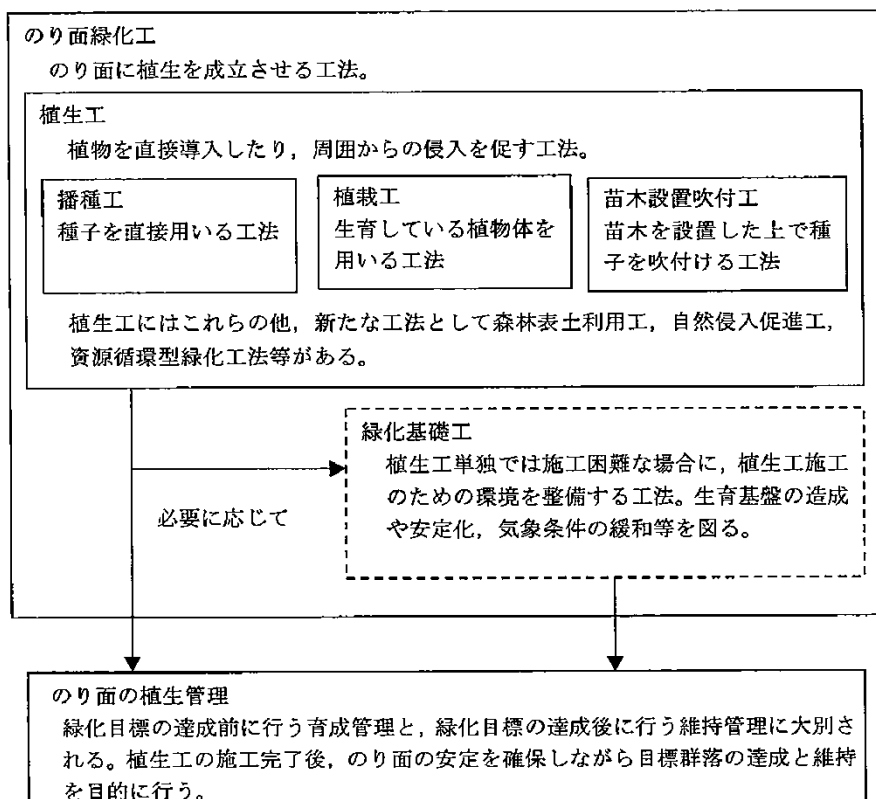 のり面緑化工
のり面に植生を成立させる工法。
植生工
植物を直接導入したり，周囲からの侵入を促す工法。
播種工
種子を直接用いる工法
植栽工
生育している植物体を
用いる工法
苗木設置吹付工
苗木を設置した上で種
子を吹付ける工法
植生工にはこれらの他，新たな工法として森林表土利用工，自然侵入促進工，
資源循環型緑化工法等がある。
緑化基礎工
植生工単独では施工困難な場合に，植生工施工
のための環境を整備する工法。生育基盤の造成
や安定化，気象条件の緩和等を図る。
必要に応じて
のり面の植生管理
緑化目標の達成前に行う育成管理と，緑化目標の達成後に行う維持管理に大別さ
れる。植生工の施工完了後，のり面の安定を確保しながら目標群落の達成と維持
を目的に行う。